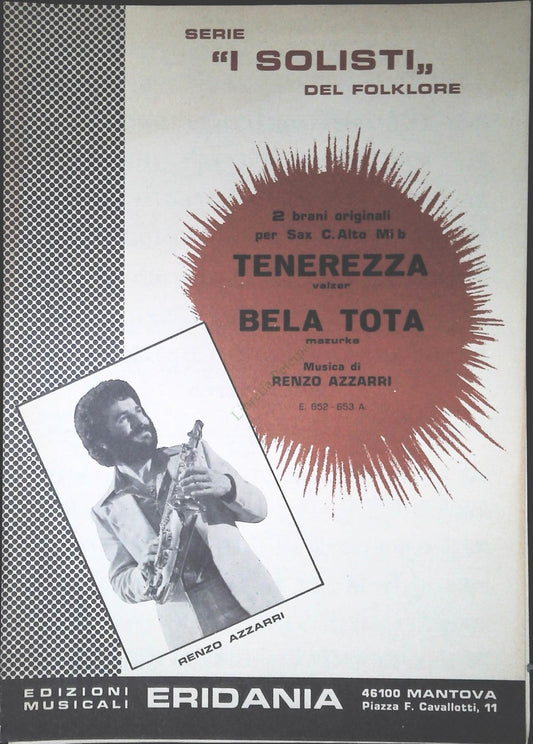 SERIE
“I SOLISTI„
DEL FOLKLORE
2 brani originali
per Sax C. Alto Mi b
TENEREZZA
valzer
BELA TOTA
mazurka
Musica di
RENZO AZZARRI
E. 652 - 653 A.
RENZO AZZARRI
EDIZIONI
MUSICALI
ERIDANIA
46100 MANTOVA
Piazza F. Cavallotti, 11